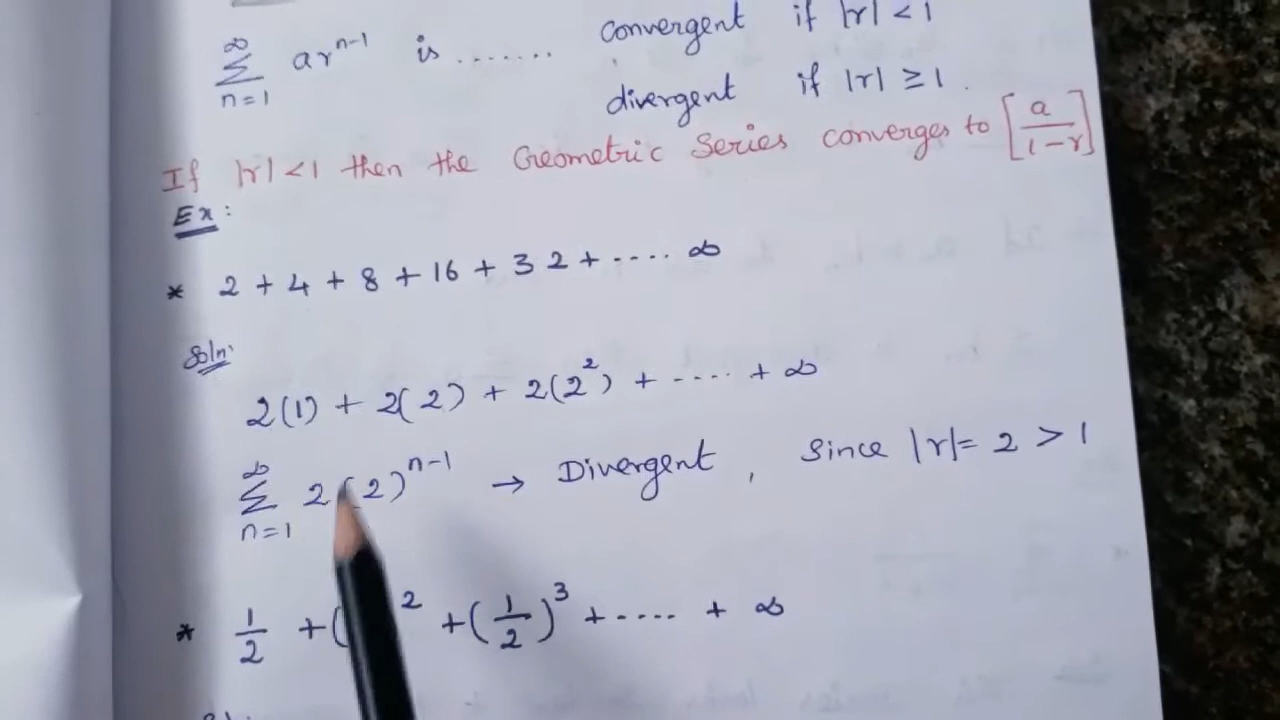 ∞
Σ arⁿ⁻¹ is ....... convergent if |r| < 1
n=1
divergent if |r| ≥ 1.
If |r| < 1 then the Geometric Series converges to [a/(1-r)]
Ex:
* 2 + 4 + 8 + 16 + 32 + .... ∞
Soln:
2(1) + 2(2) + 2(2²) + .... + ∞
∞
Σ 2(2)ⁿ⁻¹ → Divergent, Since |r| = 2 > 1
n=1
* 1/2 + ( ² + (1/2)³ + .... + ∞